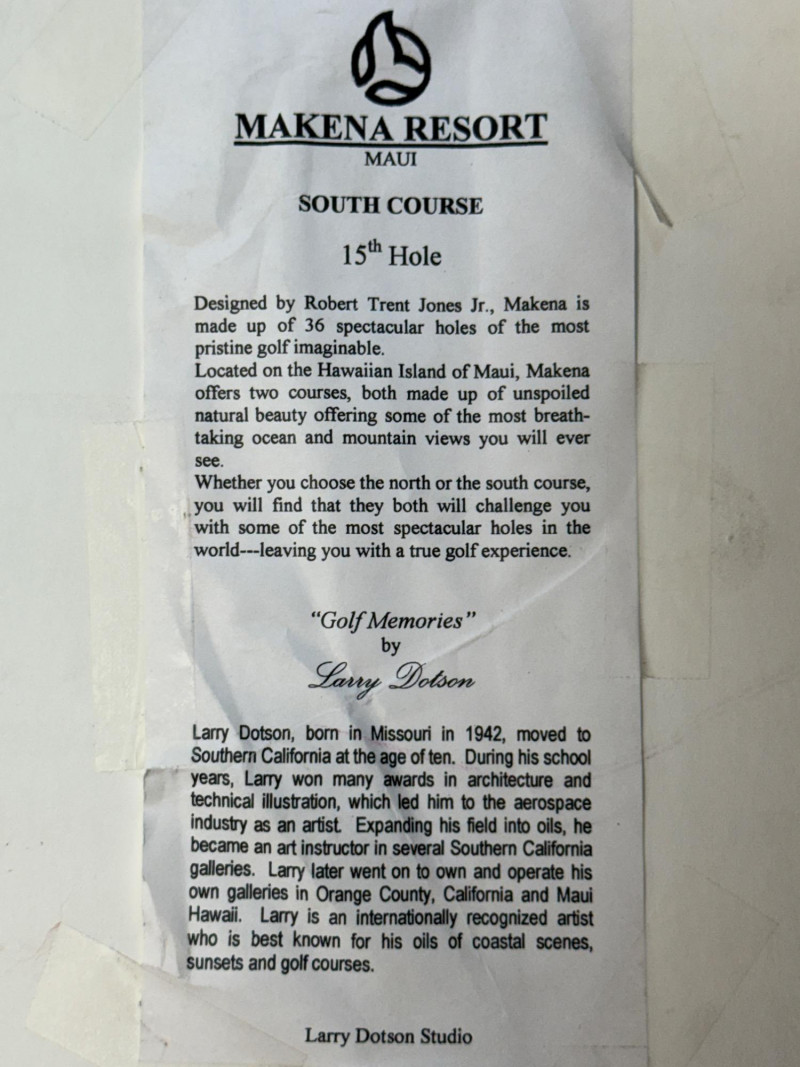 MAKENA RESORT
MAUI
SOUTH COURSE
15th Hole
Designed by Robert Trent Jones Jr., Makena is
made up of 36 spectacular holes of the most
pristine golf imaginable.
Located on the Hawaiian Island of Maui, Makena
offers two courses, both made up of unspoiled
natural beauty offering some of the most breath-
taking ocean and mountain views you will ever
see.
Whether you choose the north or the south course,
you will find that they both will challenge you
with some of the most spectacular holes in the
world---leaving you with a true golf experience.
“Golf Memories”
by
Larry Dotson
Larry Dotson, born in Missouri in 1942, moved to
Southern California at the age of ten. During his school
years, Larry won many awards in architecture and
technical illustration, which led him to the aerospace
industry as an artist. Expanding his field into oils, he
became an art instructor in several Southern California
galleries. Larry later went on to own and operate his
own galleries in Orange County, California and Maui
Hawaii. Larry is an internationally recognized artist
who is best known for his oils of coastal scenes,
sunsets and golf courses.
Larry Dotson Studio